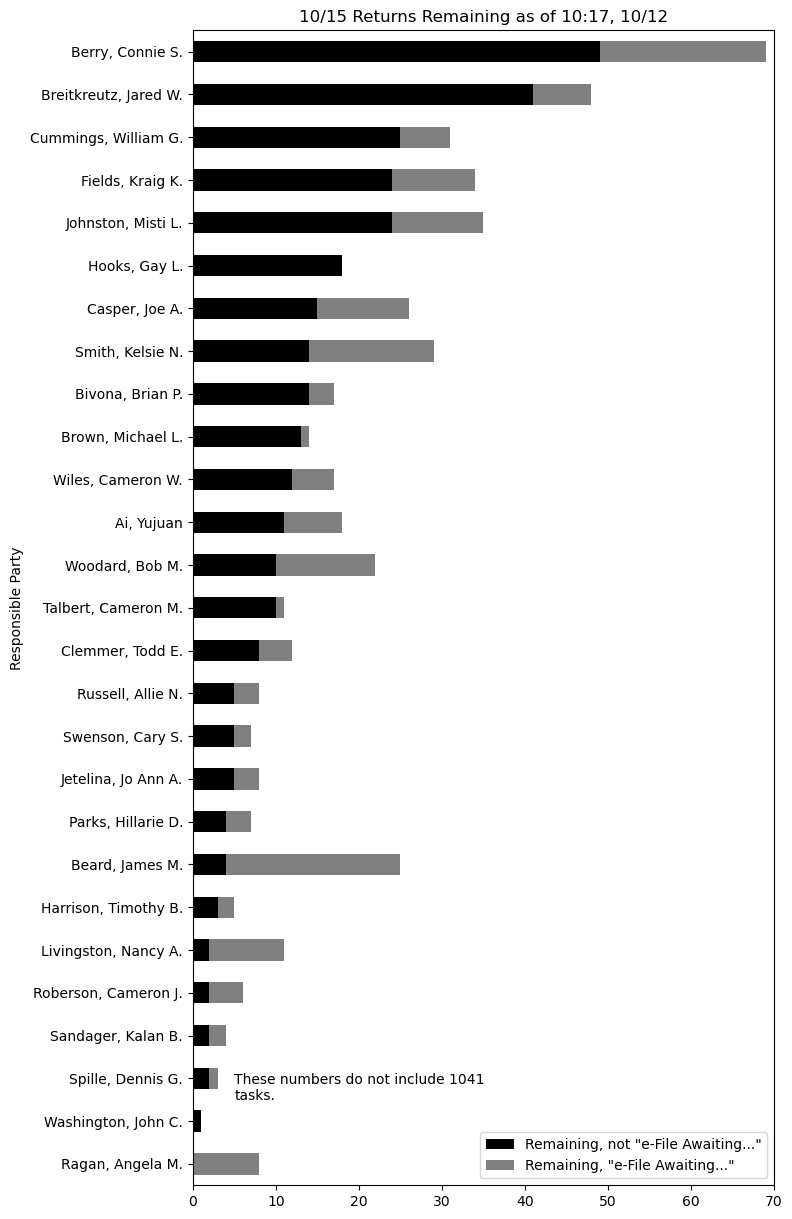 10/15 Returns Remaining as of 10:17, 10/12
Responsible Party
Berry, Connie S.
Breitkreutz, Jared W.
Cummings, William G.
Fields, Kraig K.
Johnston, Misti L.
Hooks, Gay L.
Casper, Joe A.
Smith, Kelsie N.
Bivona, Brian P.
Brown, Michael L.
Wiles, Cameron W.
Ai, Yujuan
Woodard, Bob M.
Talbert, Cameron M.
Clemmer, Todd E.
Russell, Allie N.
Swenson, Cary S.
Jetelina, Jo Ann A.
Parks, Hillarie D.
Beard, James M.
Harrison, Timothy B.
Livingston, Nancy A.
Roberson, Cameron J.
Sandager, Kalan B.
Spille, Dennis G.
Washington, John C.
Ragan, Angela M.
These numbers do not include 1041
tasks.
Remaining, not "e-File Awaiting..."
Remaining, "e-File Awaiting..."
0 10 20 30 40 50 60 70